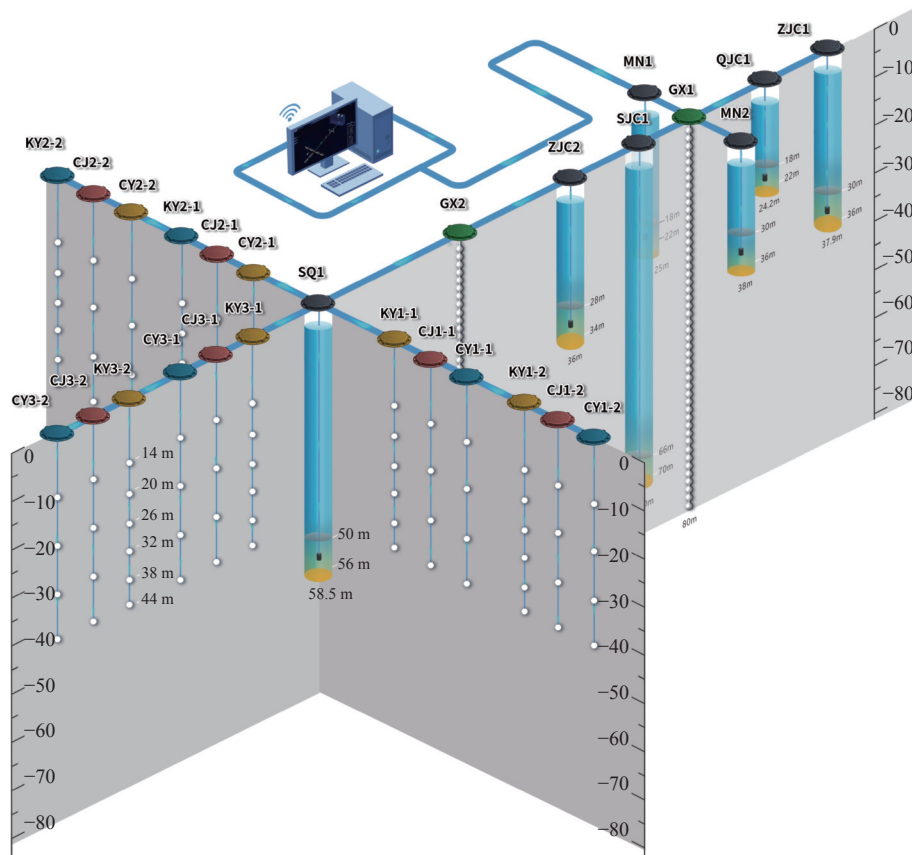 ZJC1
QJC1
MN1
GX1
MN2
SJC1
ZJC2
KY2-2
CJ2-2
CY2-2
KY2-1
CJ2-1
CY2-1
GX2
SQ1
KY3-1
CJ3-1
CY3-1
KY3-2
CJ3-2
CY3-2
KY1-1
CJ1-1
CY1-1
KY1-2
CJ1-2
CY1-2
0
−10
−20
−30
−40
−50
−60
−70
−80
18m
22m
24.2m
30m
36m
37.9m
18m
22m
25m
30m
36m
38m
28m
34m
36m
66m
70m
80m
0
−10
−20
−30
−40
−50
−60
−70
−80
14 m
20 m
26 m
32 m
38 m
44 m
50 m
56 m
58.5 m
0
−10
−20
−30
−40
−50
−60
−70
−80